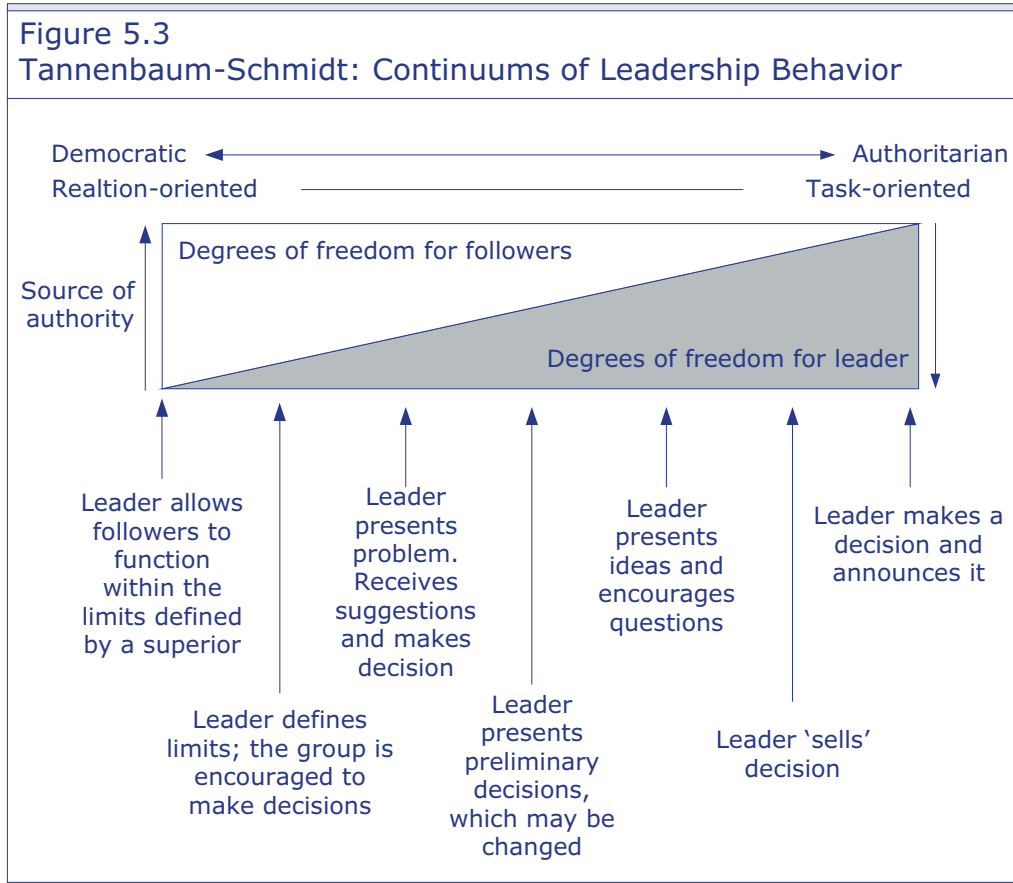 Figure 5.3
Tannenbaum-Schmidt: Continuums of Leadership Behavior
Democratic
Authoritarian
Realtion-oriented
Task-oriented
Degrees of freedom for followers
Source of
authority
Degrees of freedom for leader
Leader allows
followers to
function
within the
limits defined
by a superior
Leader defines
limits; the group is
encouraged to
make decisions
Leader
presents
problem.
Receives
suggestions
and makes
decision
Leader
presents
preliminary
decisions,
which may be
changed
Leader
presents
ideas and
encourages
questions
Leader ‘sells’
decision
Leader makes a
decision and
announces it